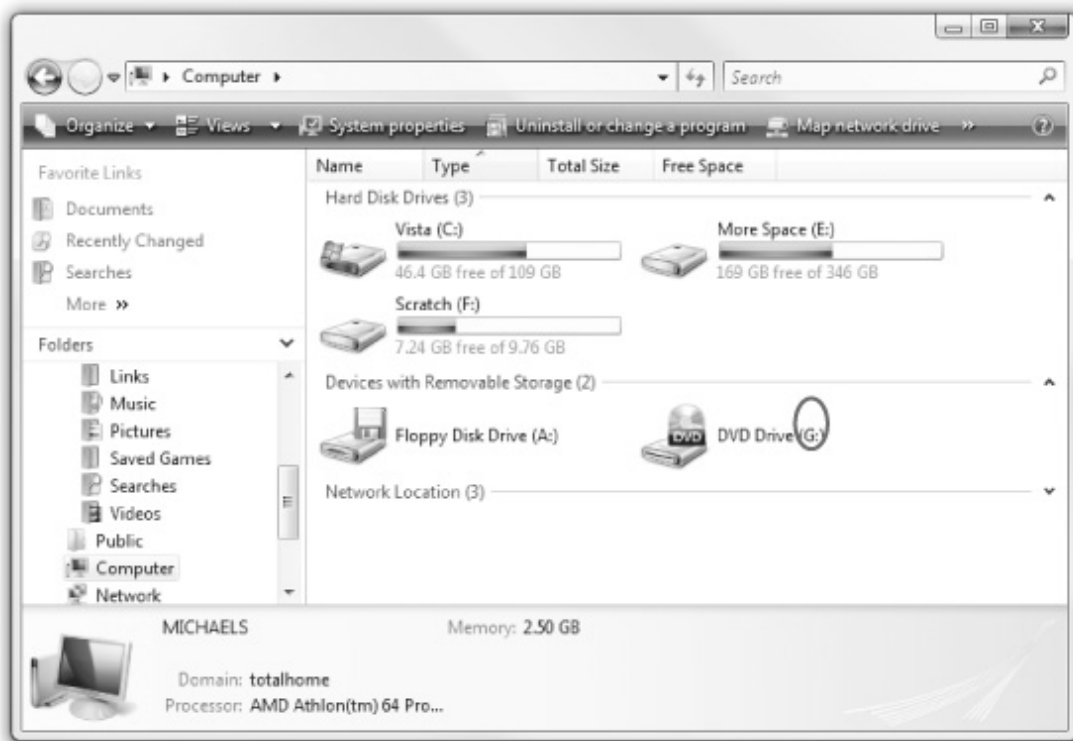 Computer
Search
Organize Views System properties Uninstall or change a program Map network drive »
Favorite Links
Documents
Recently Changed
Searches
More »
Folders
Links
Music
Pictures
Saved Games
Searches
Videos
Public
Computer
Network
Name Type Total Size Free Space
Hard Disk Drives (3)
Vista (C:)
46.4 GB free of 109 GB
More Space (E:)
169 GB free of 346 GB
Scratch (F:)
7.24 GB free of 9.76 GB
Devices with Removable Storage (2)
Floppy Disk Drive (A:)
DVD
DVD Drive (G:)
Network Location (3)
MICHAELS Memory: 2.50 GB
Domain: totalhome
Processor: AMD Athlon(tm) 64 Pro...